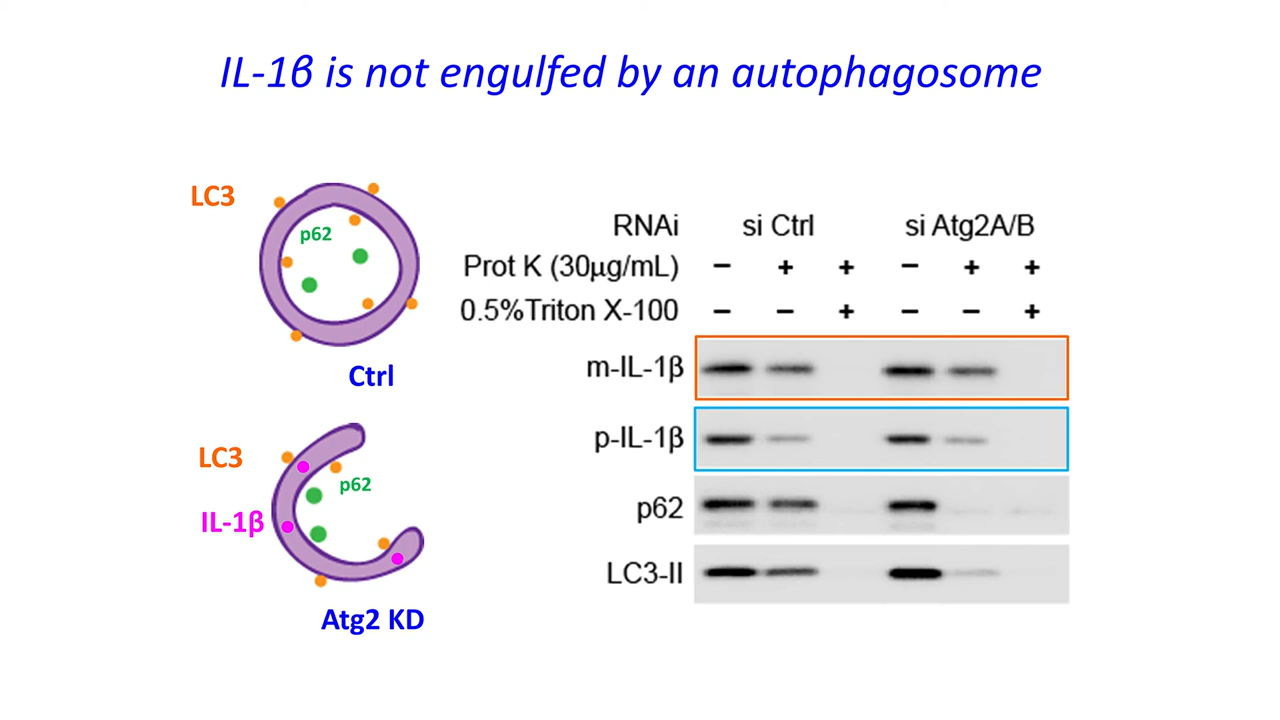 IL-1β is not engulfed by an autophagosome
LC3
p62
Ctrl
LC3
p62
IL-1β
Atg2 KD
RNAi si Ctrl si Atg2A/B
Prot K (30μg/mL) – + + – + +
0.5%Triton X-100 – – + – – +
m-IL-1β
p-IL-1β
p62
LC3-II